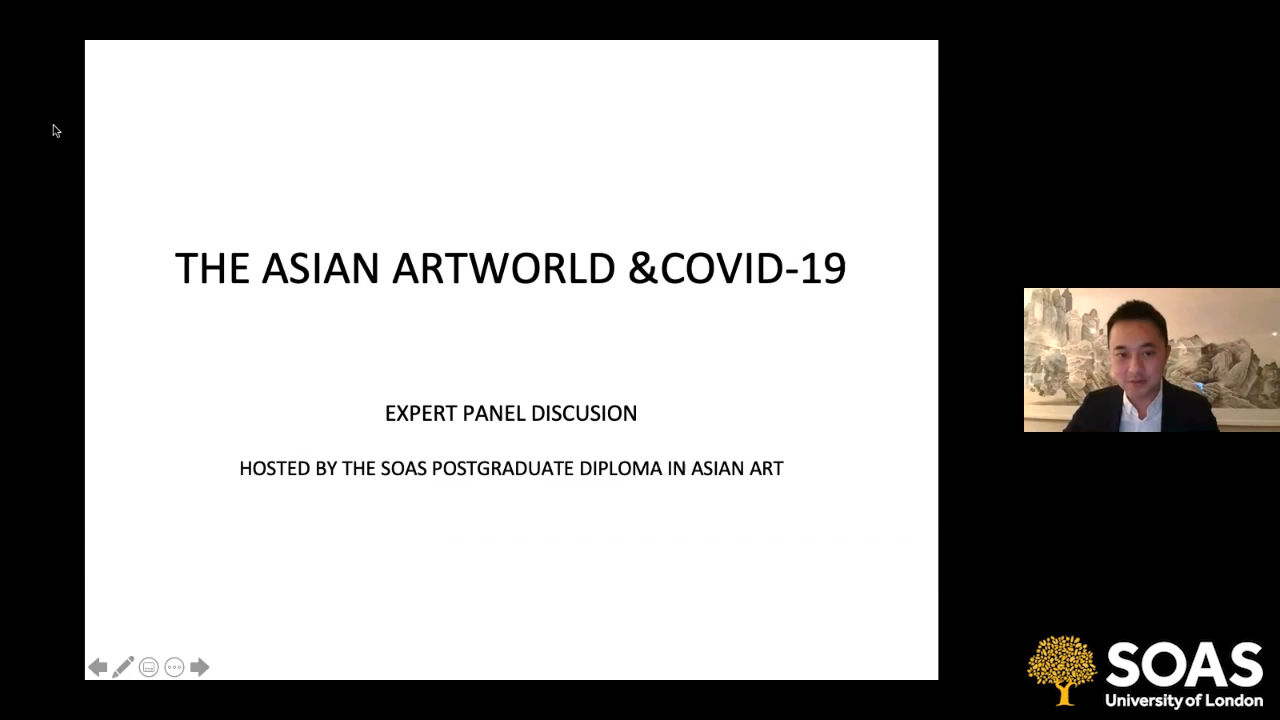 THE ASIAN ARTWORLD &COVID-19
EXPERT PANEL DISCUSION
HOSTED BY THE SOAS POSTGRADUATE DIPLOMA IN ASIAN ART
SOAS
University of London